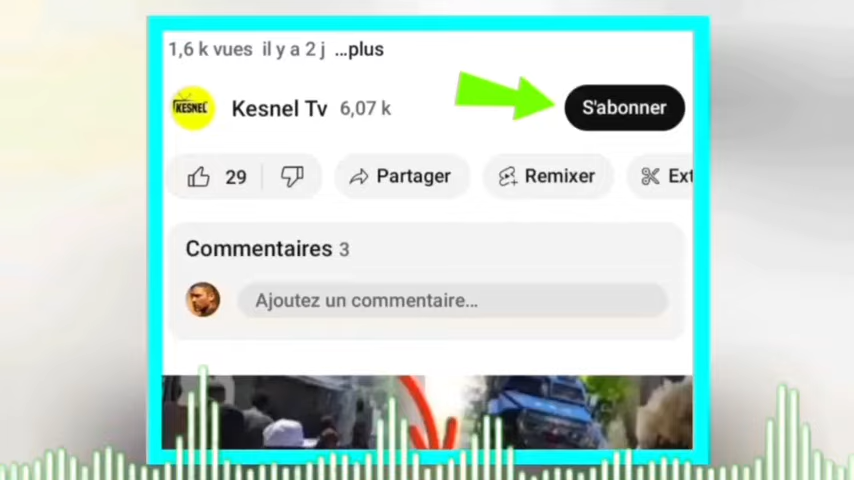 1,6 k vues il y a 2 j ...plus
KESNEL
Kesnel Tv 6,07 k
S'abonner
29
Partager
Remixer
Ext
Commentaires 3
Ajoutez un commentaire...